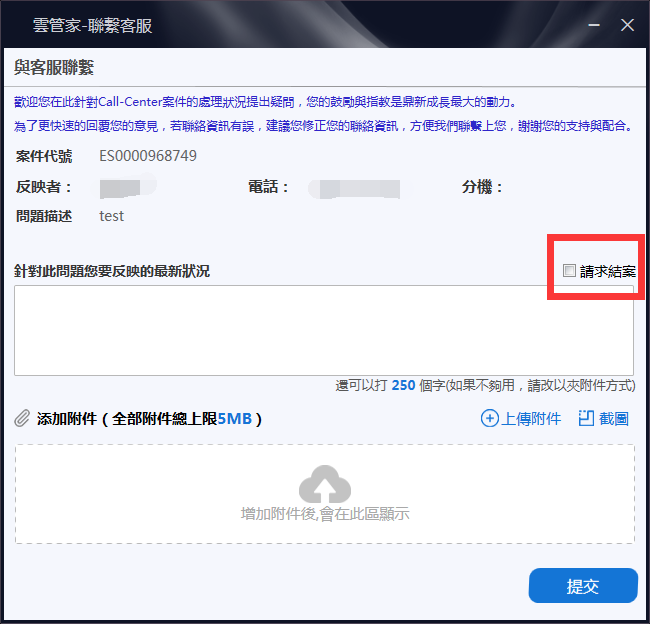 雲管家-聯繫客服
與客服聯繫
歡迎您在此針對Call-Center案件的處理狀況提出疑問，您的鼓勵與指教是鼎新成長最大的動力。
為了更快速的回覆您的意見，若聯絡資訊有誤，建議您修正您的聯絡資訊，方便我們聯繫上您，謝謝您的支持與配合。
案件代號 ES0000968749
反映者： 電話： 分機：
問題描述 test
針對此問題您要反映的最新狀況 請求結案
還可以打 250 個字(如果不夠用，請改以夾附件方式)
添加附件（全部附件總上限5MB） 上傳附件 截圖
增加附件後,會在此區顯示
提交